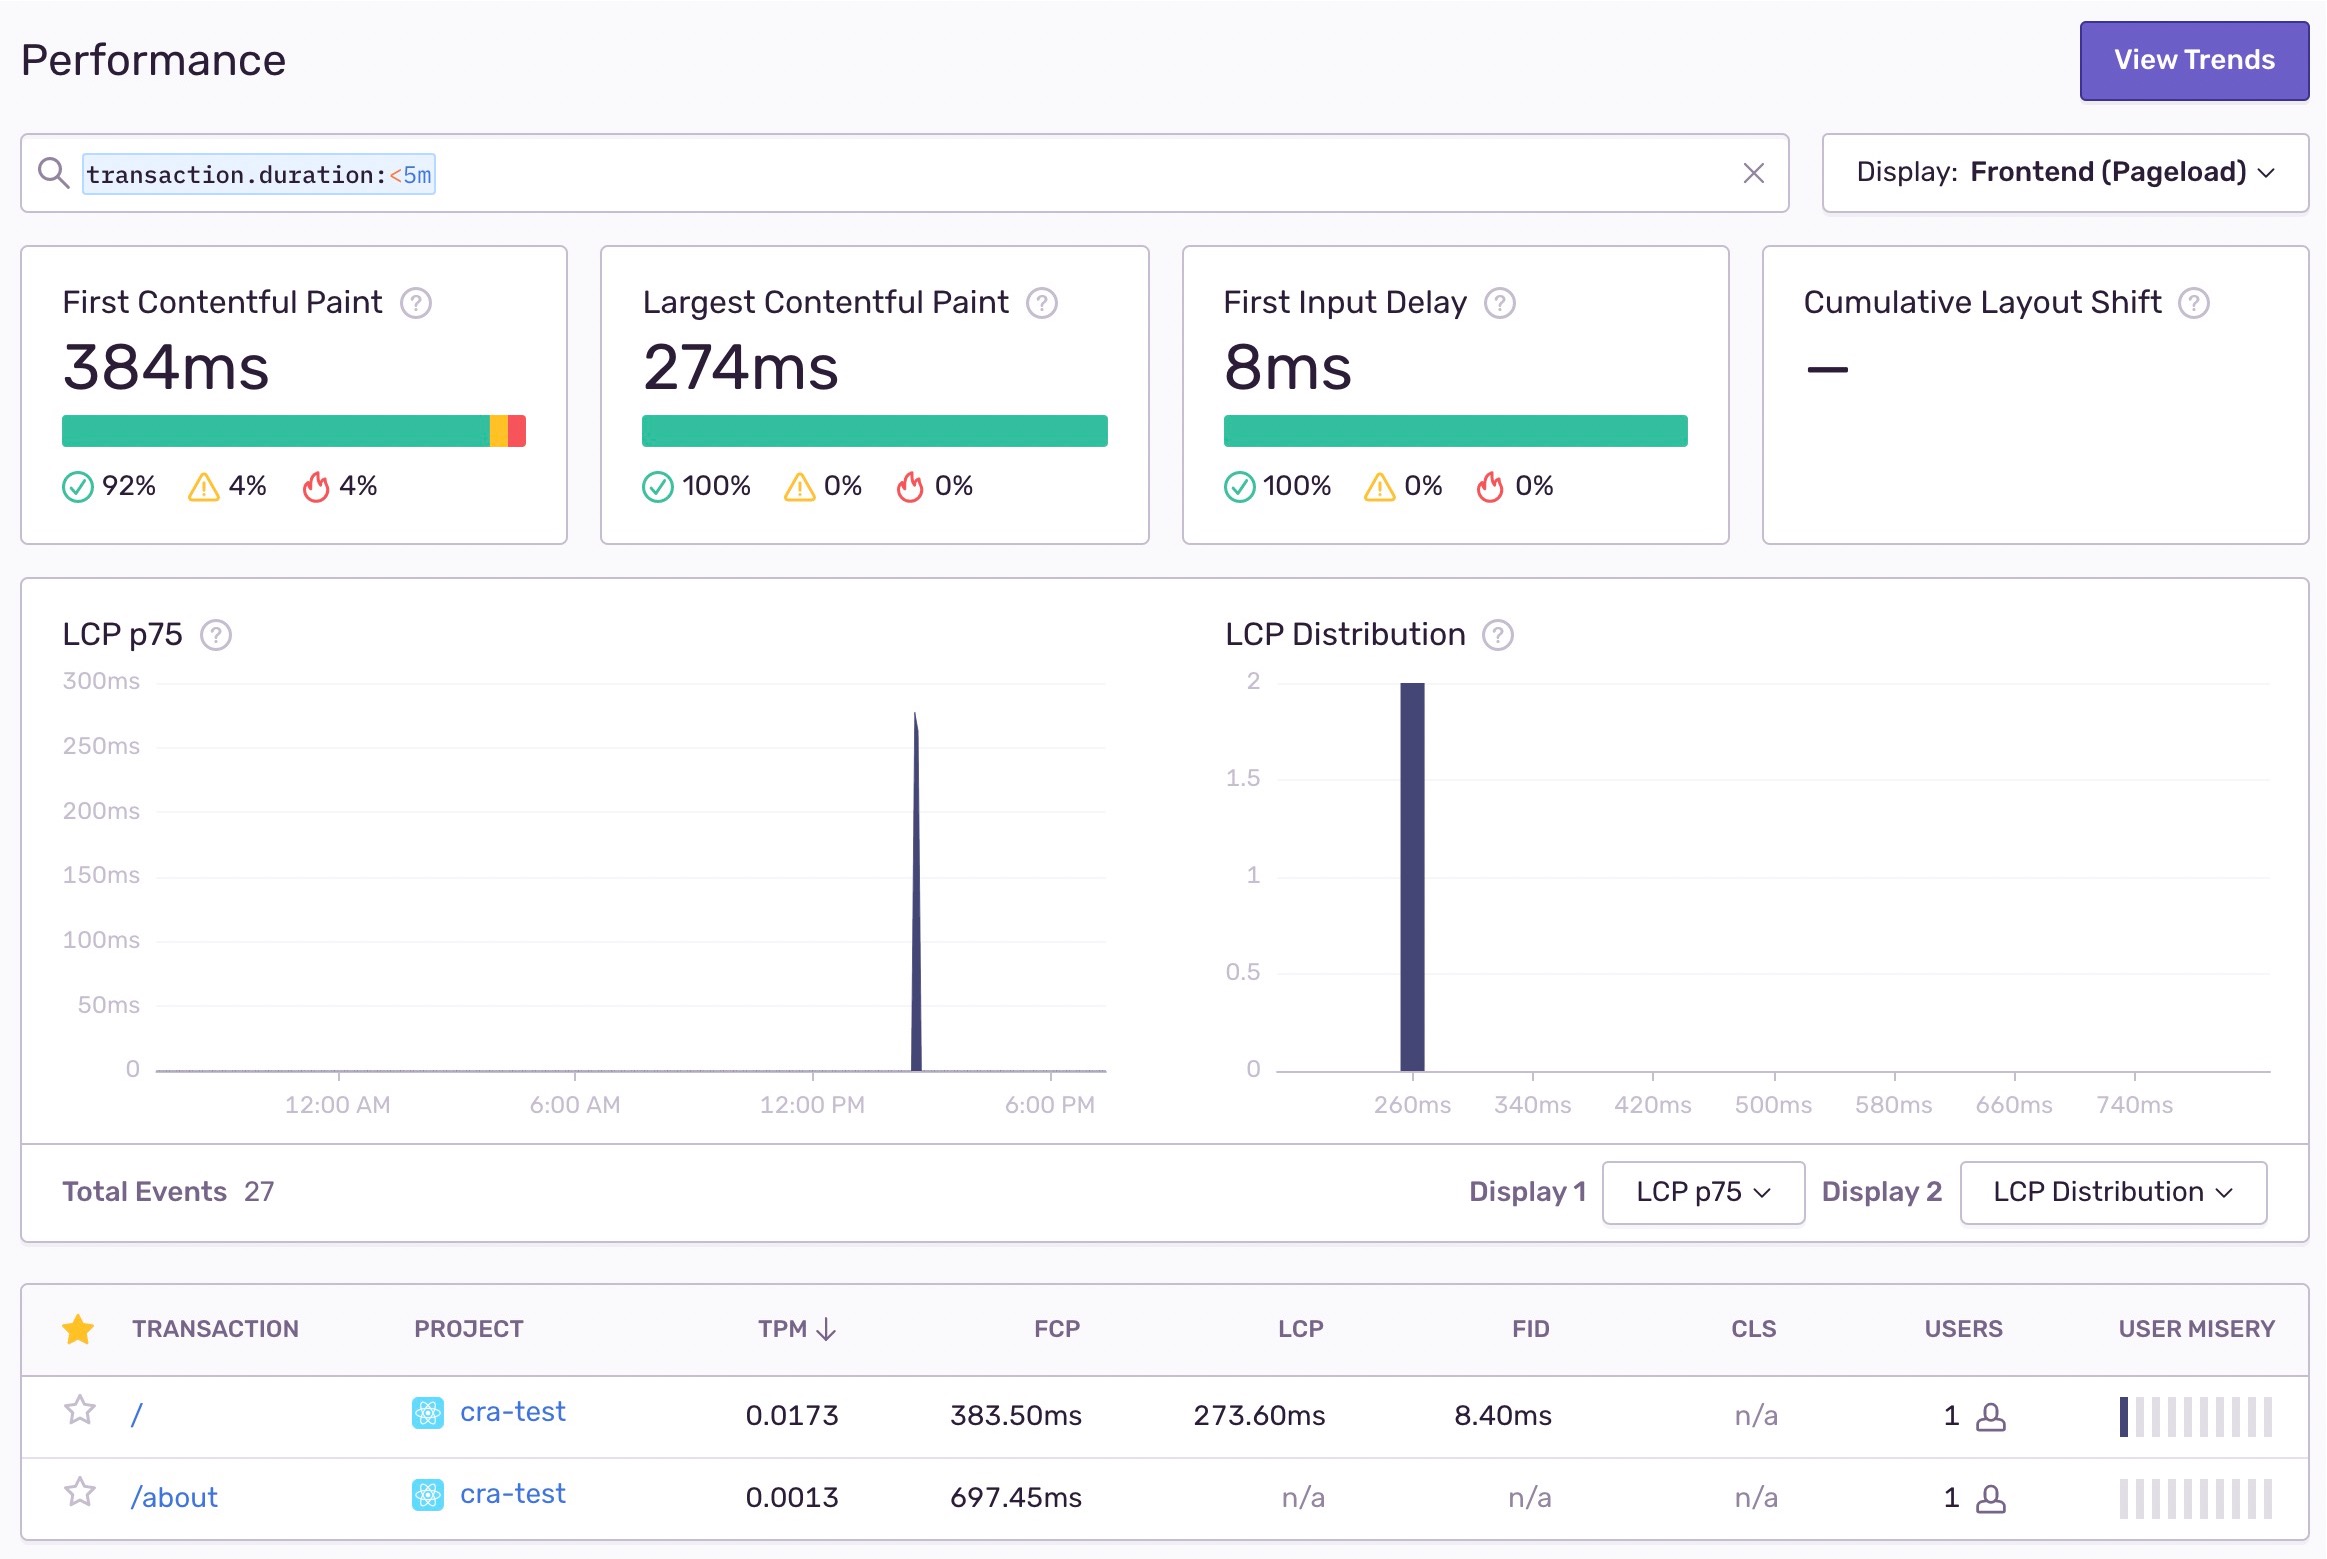 Performance
View Trends
transaction.duration:<5m
Display: Frontend (Pageload)
First Contentful Paint ?
384ms
92% 4% 4%
Largest Contentful Paint ?
274ms
100% 0% 0%
First Input Delay ?
8ms
100% 0% 0%
Cumulative Layout Shift ?
—
LCP p75 ?
300ms
250ms
200ms
150ms
100ms
50ms
0
12:00 AM 6:00 AM 12:00 PM 6:00 PM
LCP Distribution ?
2
1.5
1
0.5
0
260ms 340ms 420ms 500ms 580ms 660ms 740ms
Total Events 27
Display 1 LCP p75 Display 2 LCP Distribution
TRANSACTION PROJECT TPM FCP LCP FID CLS USERS USER MISERY
/ cra-test 0.0173 383.50ms 273.60ms 8.40ms n/a 1
/about cra-test 0.0013 697.45ms n/a n/a n/a 1